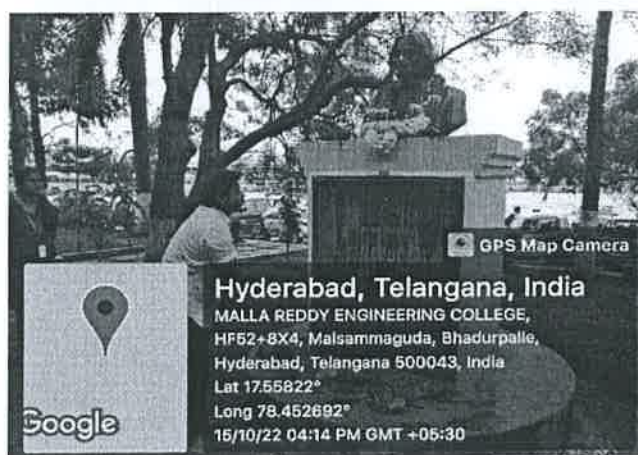 GPS Map Camera
Hyderabad, Telangana, India
MALLA REDDY ENGINEERING COLLEGE,
HF52+8X4, Maisammaguda, Bhadurpalle,
Hyderabad, Telangana 500043, India
Lat 17.55822°
Long 78.452692°
15/10/22 04:14 PM GMT +05:30
Google